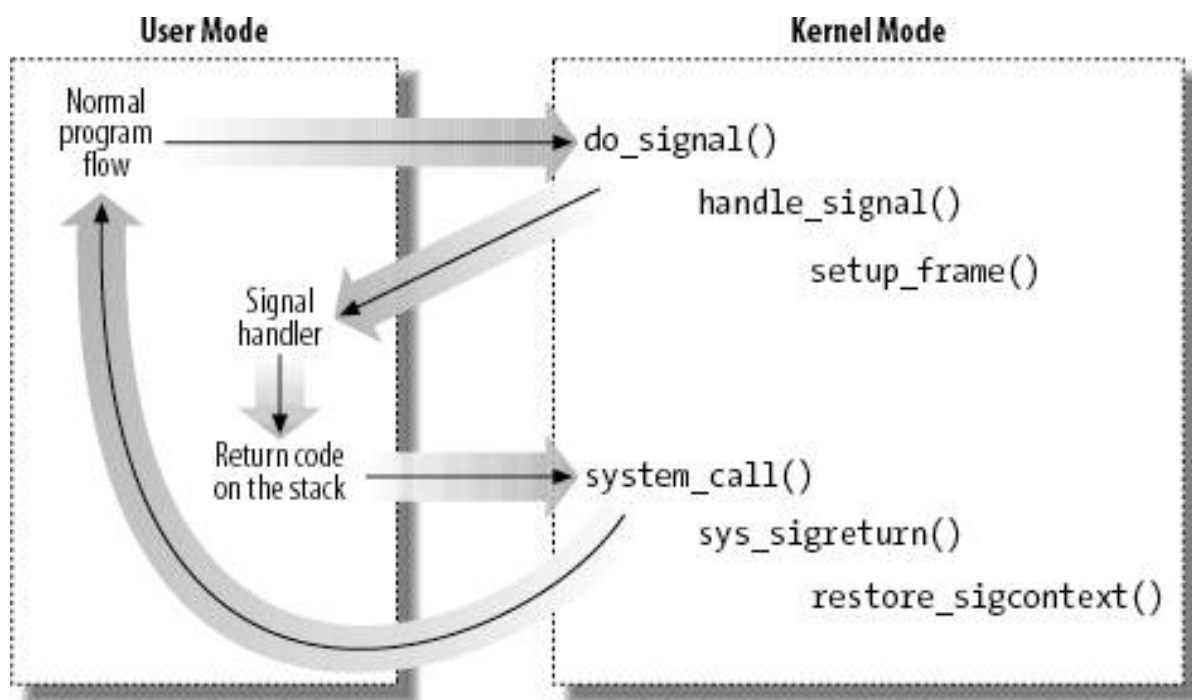 User Mode
Kernel Mode
Normal
program
flow
do_signal()
handle_signal()
setup_frame()
Signal
handler
Return code
on the stack
system_call()
sys_sigreturn()
restore_sigcontext()